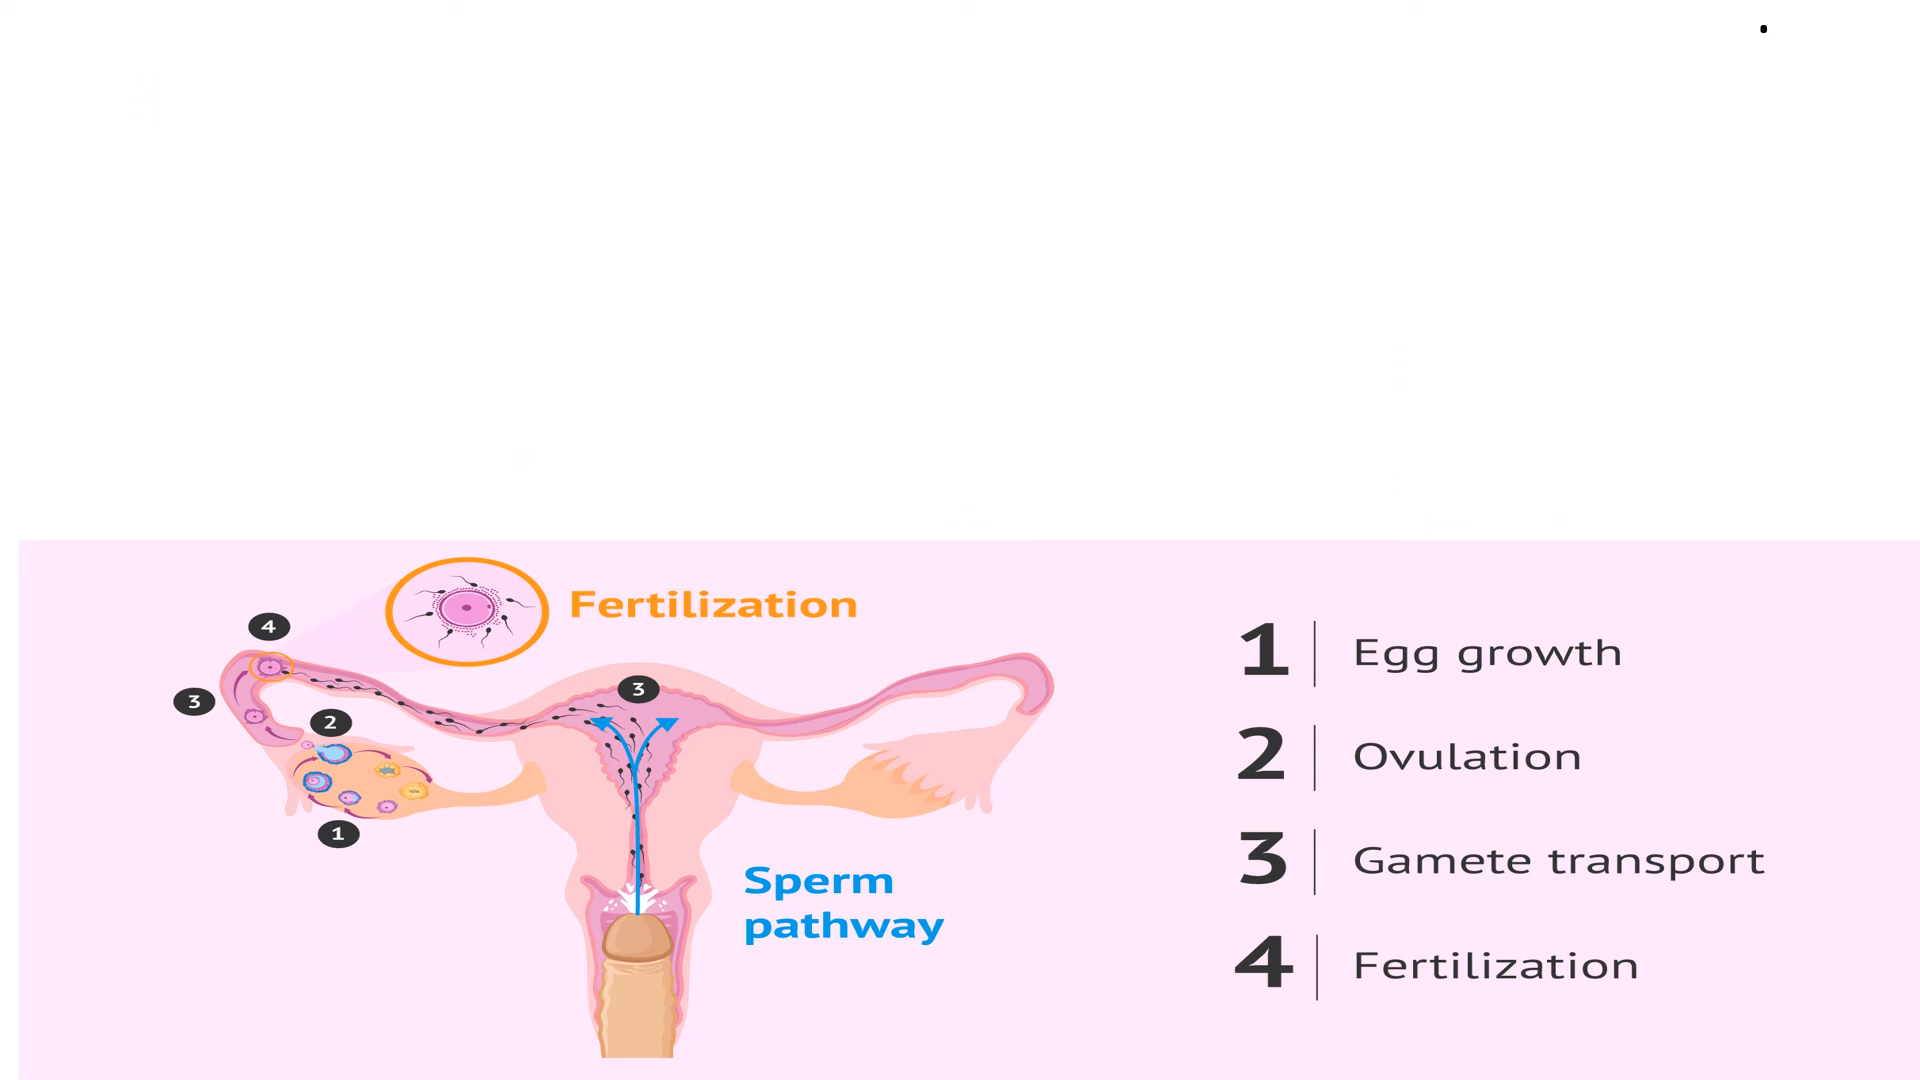 Fertilization
4
3
3
2
1
Sperm
pathway
1 Egg growth
2 Ovulation
3 Gamete transport
4 Fertilization